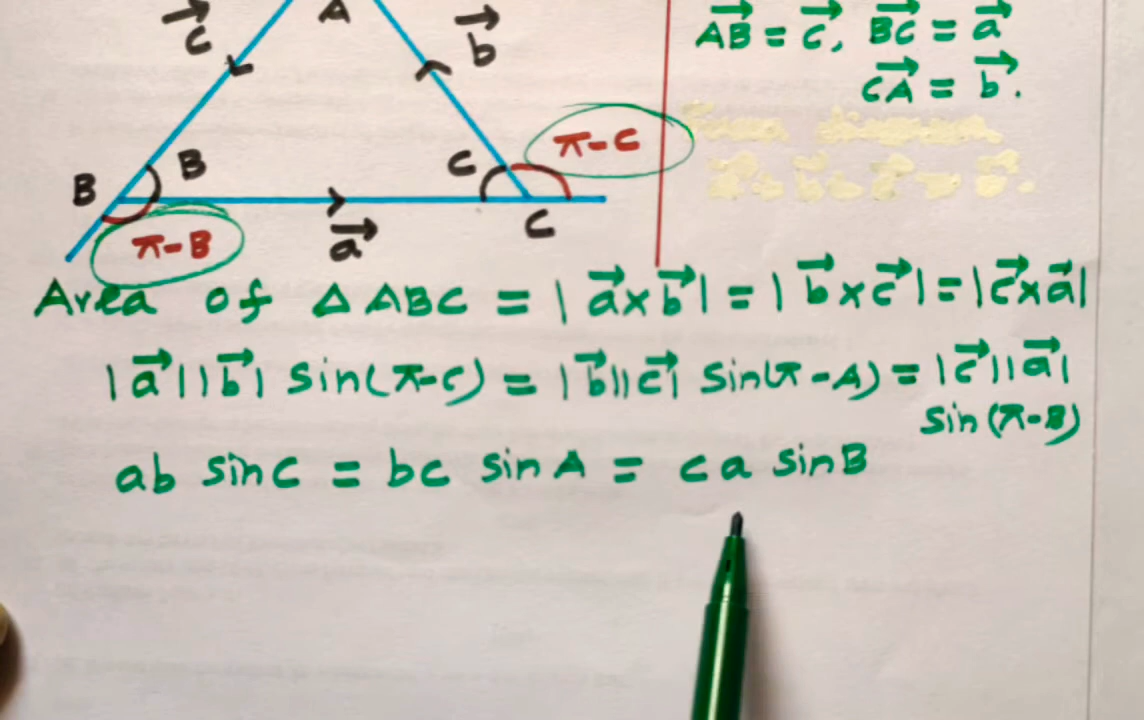 A
c⃗
b⃗
AB⃗ = c⃗, BC⃗ = a⃗
CA⃗ = b⃗.
π-C
B
B
C
C
π-B
a⃗
Area of △ABC = |a⃗×b⃗| = |b⃗×c⃗| = |c⃗×a⃗|
|a⃗||b⃗| sin(π-C) = |b⃗||c⃗| sin(π-A) = |c⃗||a⃗|
sin(π-B)
ab sinC = bc sinA = ca sinB